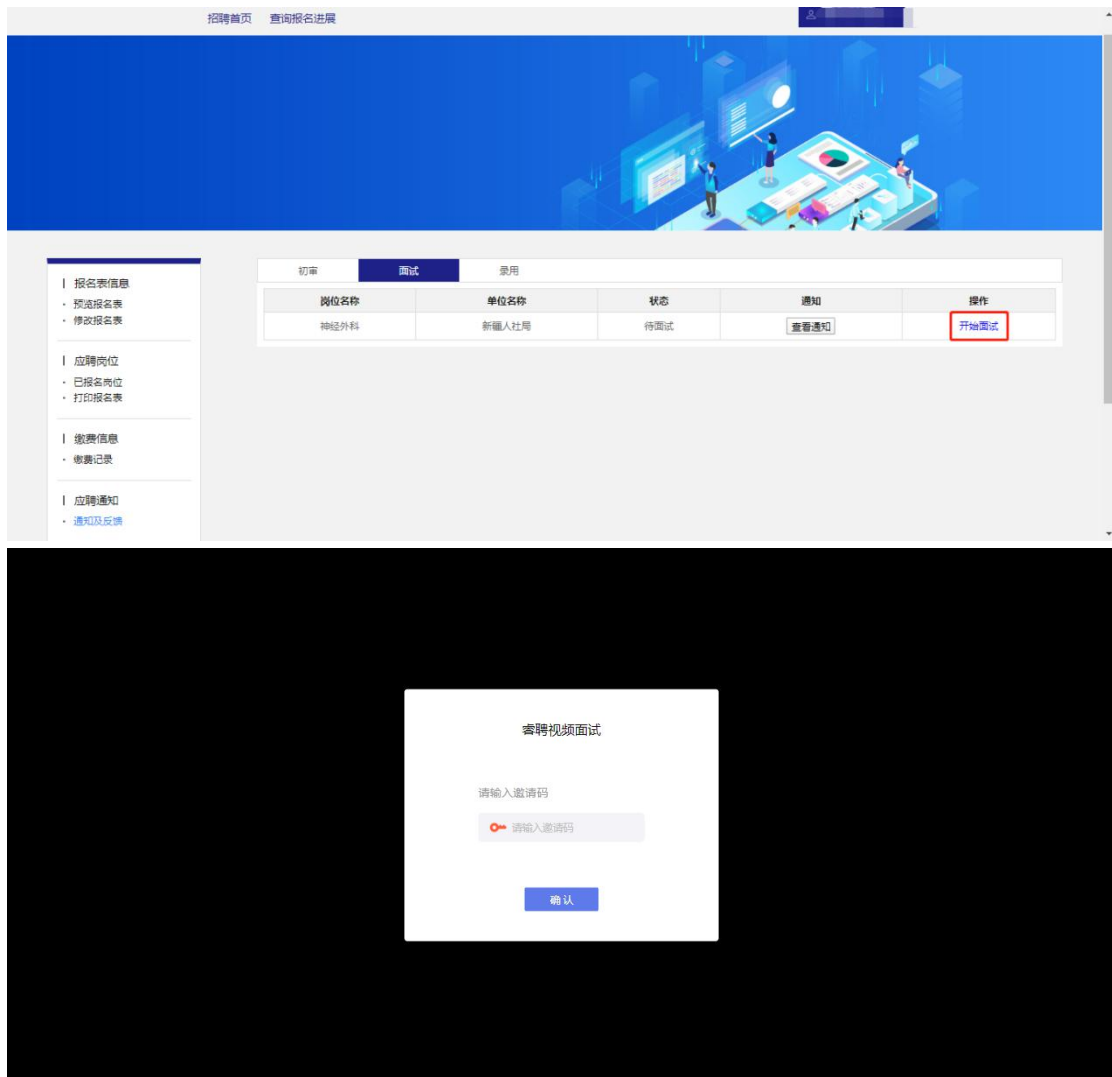 招聘首页 查询报名进展
初审 面试 录用
岗位名称 单位名称 状态 通知 操作
神经外科 新疆人社局 待面试 查看通知 开始面试
报名表信息
· 预览报名表
· 修改报名表
应聘岗位
· 已报名岗位
· 打印报名表
缴费信息
· 缴费记录
应聘通知
· 通知及反馈
睿聘视频面试
请输入邀请码
请输入邀请码
确认